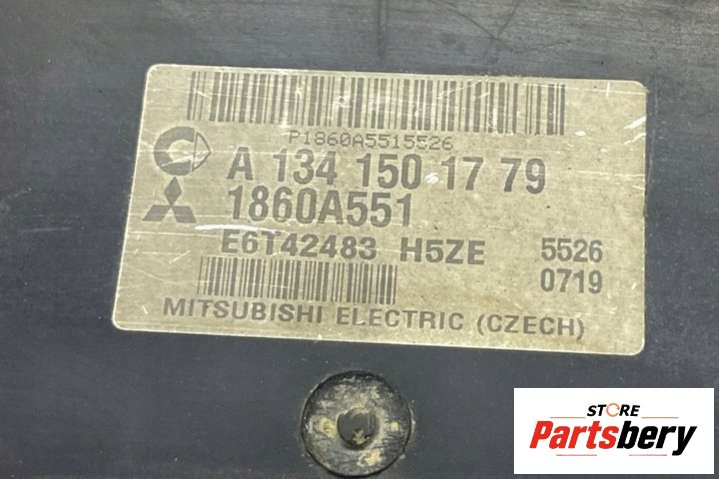 P1860A5515526
A 134 150 17 79
1860A551
E6T42483 H5ZE 5526
0719
MITSUBISHI ELECTRIC (CZECH)
STORE
Partsbery